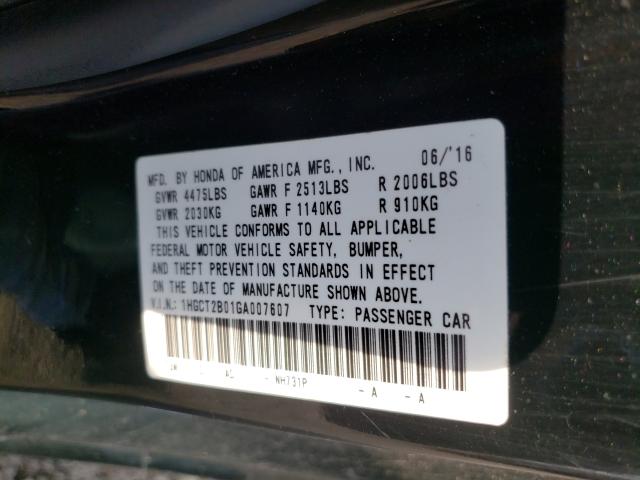 MFD. BY HONDA OF AMERICA MFG., INC. 06/'16
GVWR 4475LBS GAWR F 2513LBS R 2006LBS
GVWR 2030KG GAWR F 1140KG R 910KG
THIS VEHICLE CONFORMS TO ALL APPLICABLE
FEDERAL MOTOR VEHICLE SAFETY, BUMPER,
AND THEFT PREVENTION STANDARDS IN EFFECT
ON THE DATE OF MANUFACTURE SHOWN ABOVE.
V.I.N.: 1HGCT2B01GA007607 TYPE: PASSENGER CAR
AC - NH731P - A - A